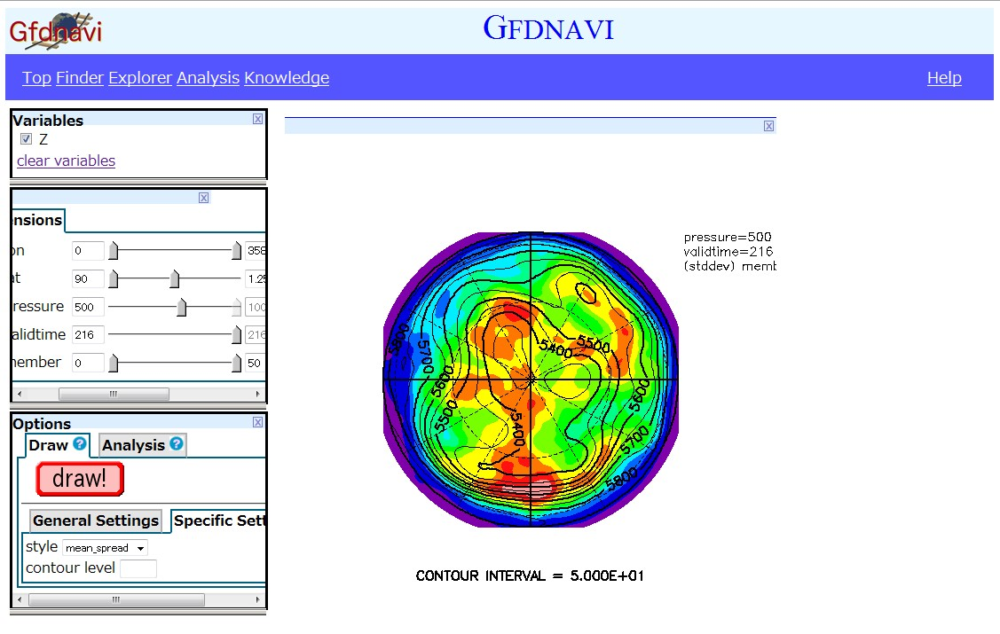 Gfdnavi
GFDNAVI
Top Finder Explorer Analysis Knowledge Help
Variables
Z
clear variables
nsions
on 0 358
at 90 1.25
ressure 500 100
alidtime 216 216
nember 0 50
Options
Draw ? Analysis ?
draw!
General Settings Specific Sett
style mean_spread
contour level
pressure=500
validtime=216
(stddev) memb
5800
5700
5600
5500
5400
5500
5400
5600
5700
5800
CONTOUR INTERVAL = 5.000E+01